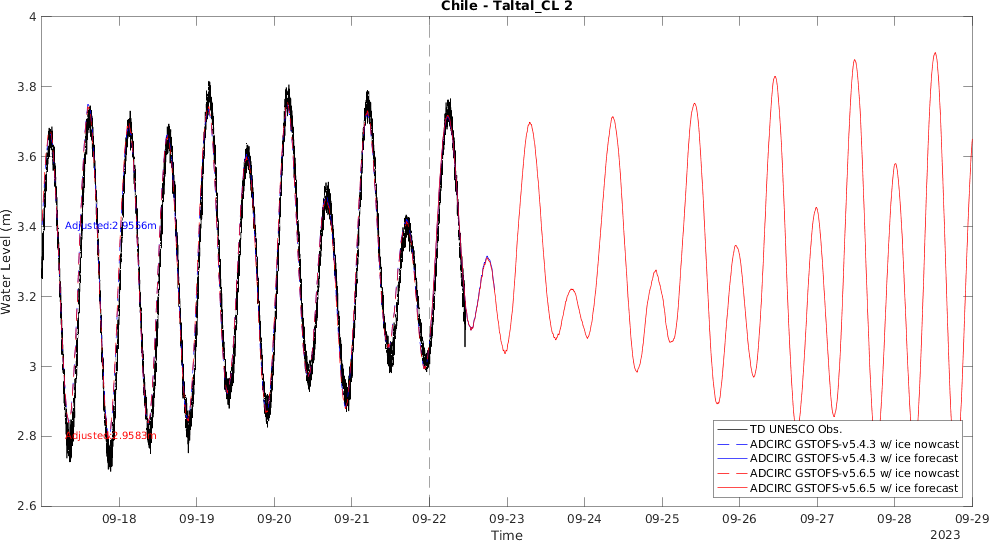 Chile - Taltal_CL 2
4
3.8
3.6
3.4
3.2
3
2.8
2.6
Water Level (m)
Adjusted:2.9556m
Adjusted:2.9583m
09-18
09-19
09-20
09-21
09-22
09-23
09-24
09-25
09-26
09-27
09-28
09-29
Time
2023
TD UNESCO Obs.
ADCIRC GSTOFS-v5.4.3 w/ ice nowcast
ADCIRC GSTOFS-v5.4.3 w/ ice forecast
ADCIRC GSTOFS-v5.6.5 w/ ice nowcast
ADCIRC GSTOFS-v5.6.5 w/ ice forecast